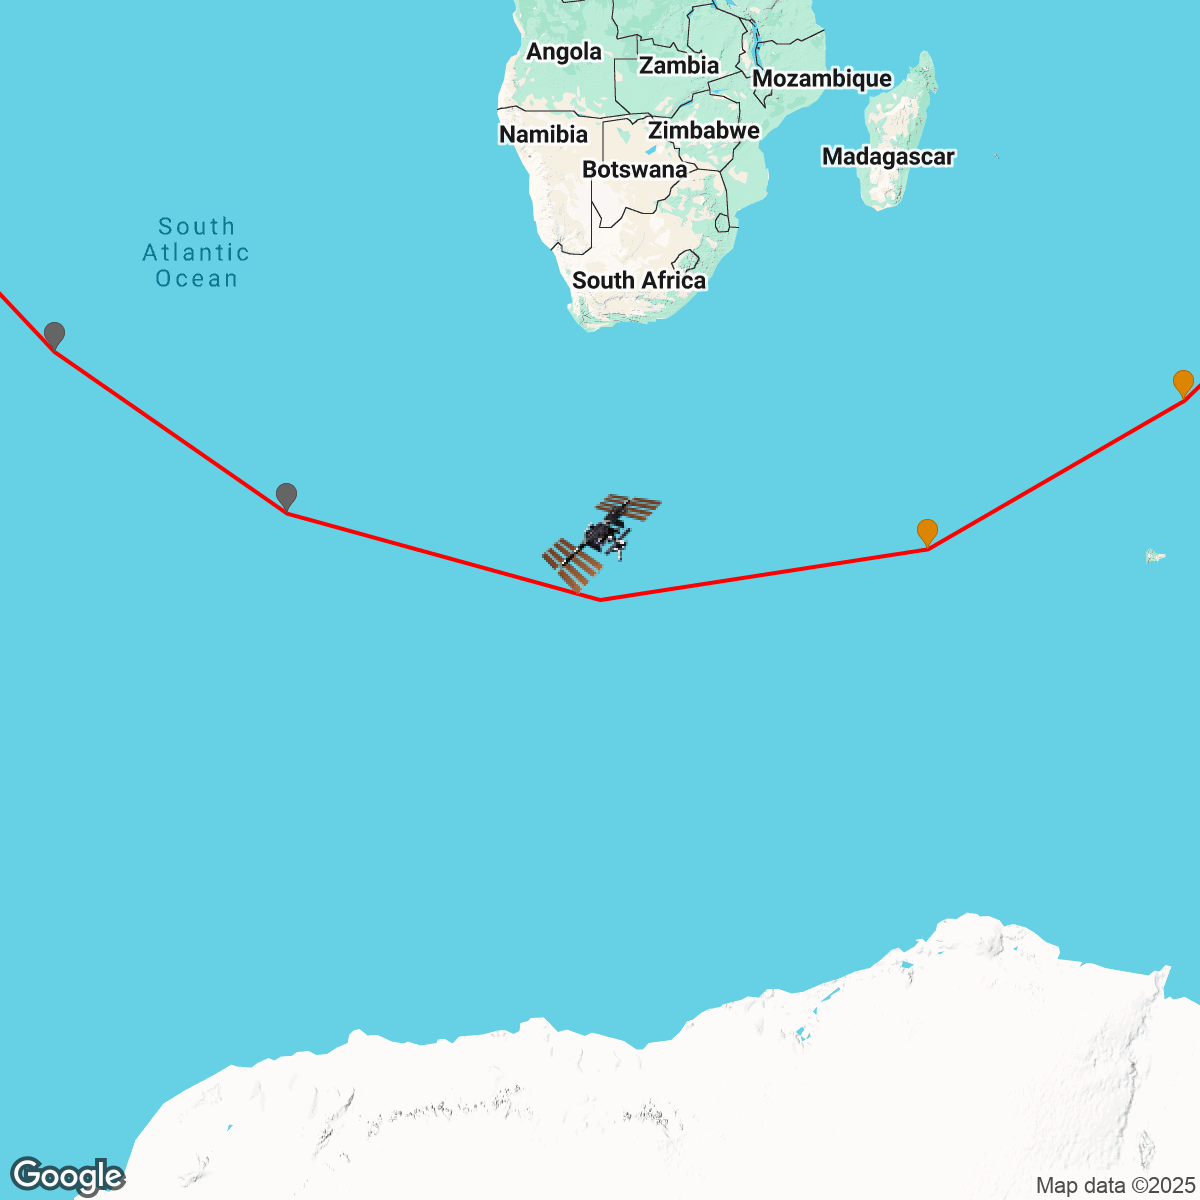 Angola
Zambia
Mozambique
Namibia
Zimbabwe
Madagascar
Botswana
South
Atlantic
Ocean
South Africa
Google
Map data ©2025